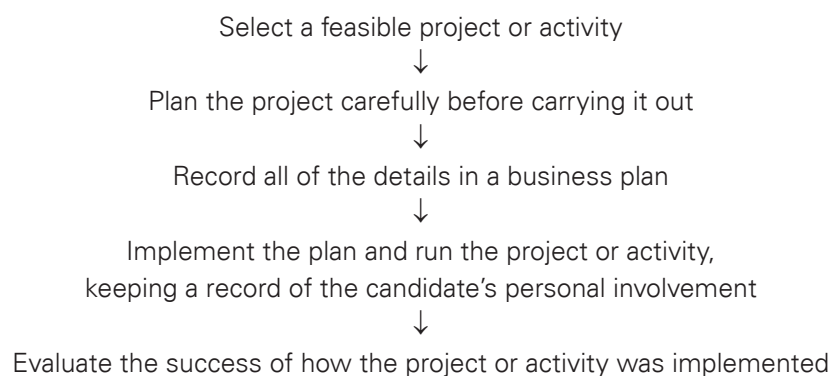 Select a feasible project or activity
↓
Plan the project carefully before carrying it out
↓
Record all of the details in a business plan
↓
Implement the plan and run the project or activity,
keeping a record of the candidate’s personal involvement
↓
Evaluate the success of how the project or activity was implemented